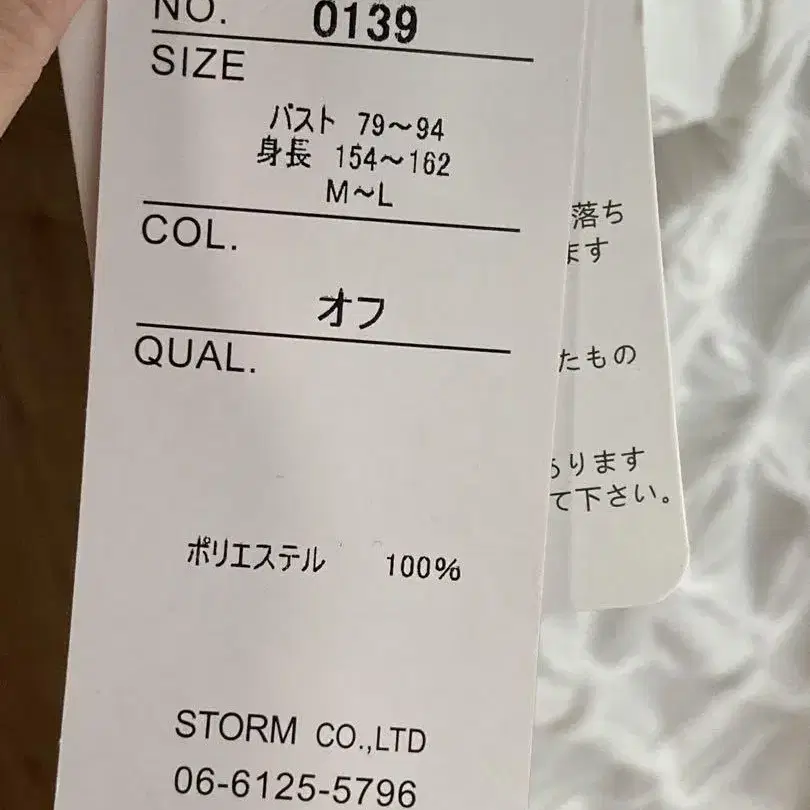 NO. 0139
SIZE
バスト 79～94
身長 154～162
M～L
COL.
オフ
QUAL.
ポリエステル 100%
STORM CO.,LTD
06-6125-5796
落ち
ます
たもの
ります
て下さい。